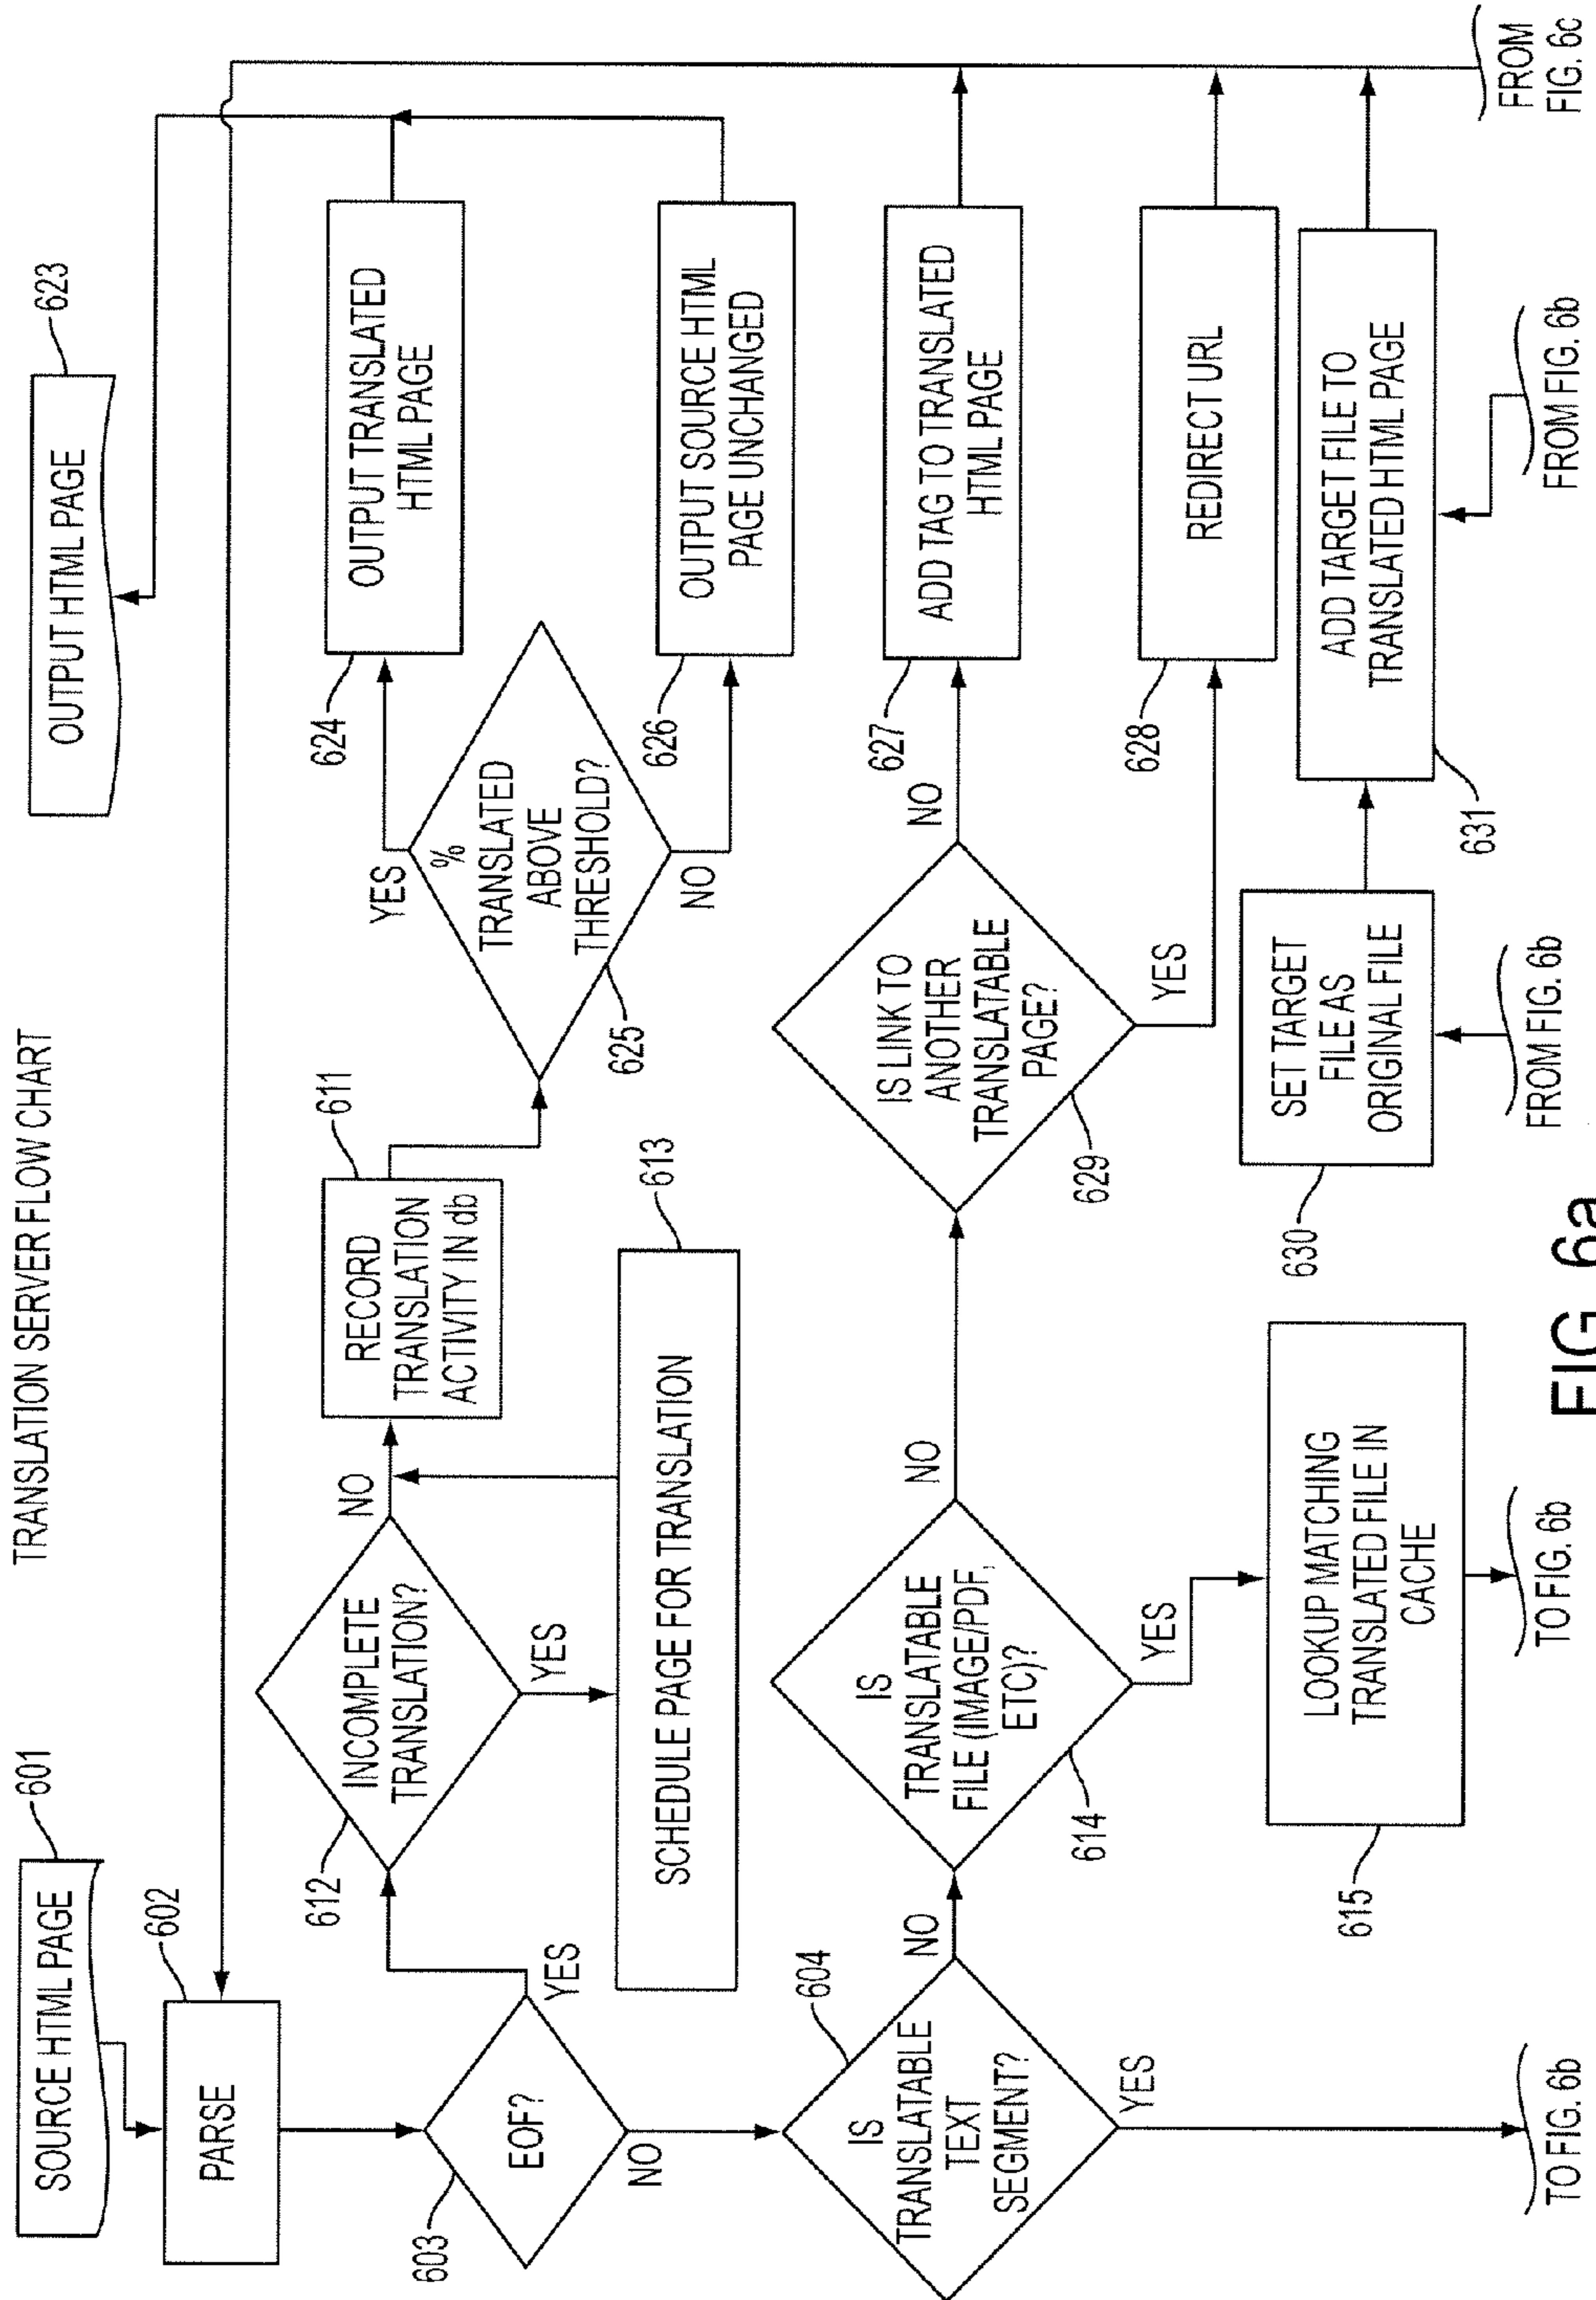 TRANSLATION SERVER FLOW CHART
SOURCE HTML PAGE
601
OUTPUT HTML PAGE
623
PARSE
602
EOF?
603
YES
NO
INCOMPLETE
TRANSLATION?
612
NO
YES
RECORD
TRANSLATION
ACTIVITY IN db
611
SCHEDULE PAGE FOR TRANSLATION
613
%
TRANSLATED
ABOVE
THRESHOLD?
625
YES
NO
OUTPUT TRANSLATED
HTML PAGE
624
OUTPUT SOURCE HTML
PAGE UNCHANGED
626
IS
TRANSLATABLE
TEXT
SEGMENT?
604
NO
YES
IS
TRANSLATABLE
FILE (IMAGE/PDF,
ETC)?
614
NO
YES
IS LINK TO
ANOTHER
TRANSLATABLE
PAGE?
629
NO
YES
ADD TAG TO TRANSLATED
HTML PAGE
627
REDIRECT URL
628
LOOKUP MATCHING
TRANSLATED FILE IN
CACHE
615
SET TARGET
FILE AS
ORIGINAL FILE
630
ADD TARGET FILE TO
TRANSLATED HTML PAGE
631
TO FIG. 6b
TO FIG. 6b
FROM FIG. 6b
FROM FIG. 6b
FROM
FIG. 6c
FIG. 6a